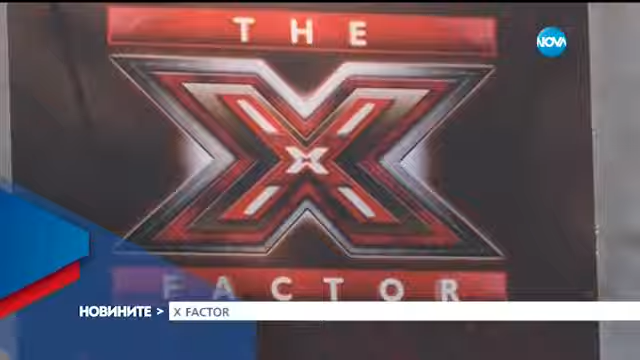 THE
NOVA
X
FACTOR
НОВИНИТЕ > X FACTOR